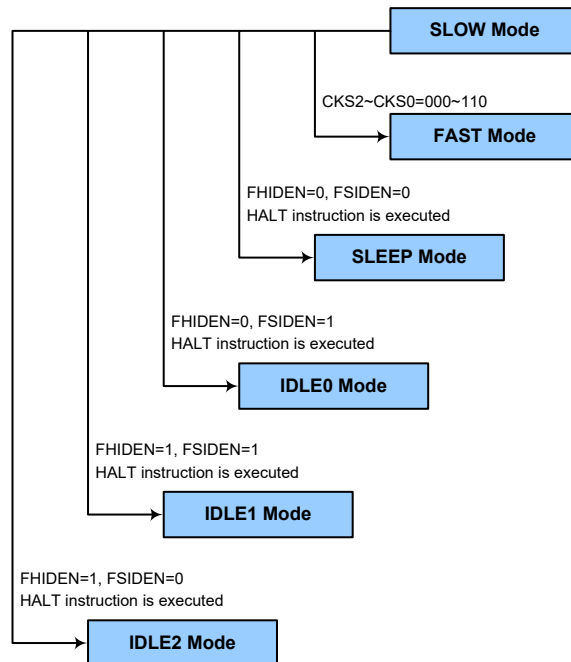 SLOW Mode
CKS2~CKS0=000~110
FAST Mode
FHIDEN=0, FSIDEN=0
HALT instruction is executed
SLEEP Mode
FHIDEN=0, FSIDEN=1
HALT instruction is executed
IDLE0 Mode
FHIDEN=1, FSIDEN=1
HALT instruction is executed
IDLE1 Mode
FHIDEN=1, FSIDEN=0
HALT instruction is executed
IDLE2 Mode